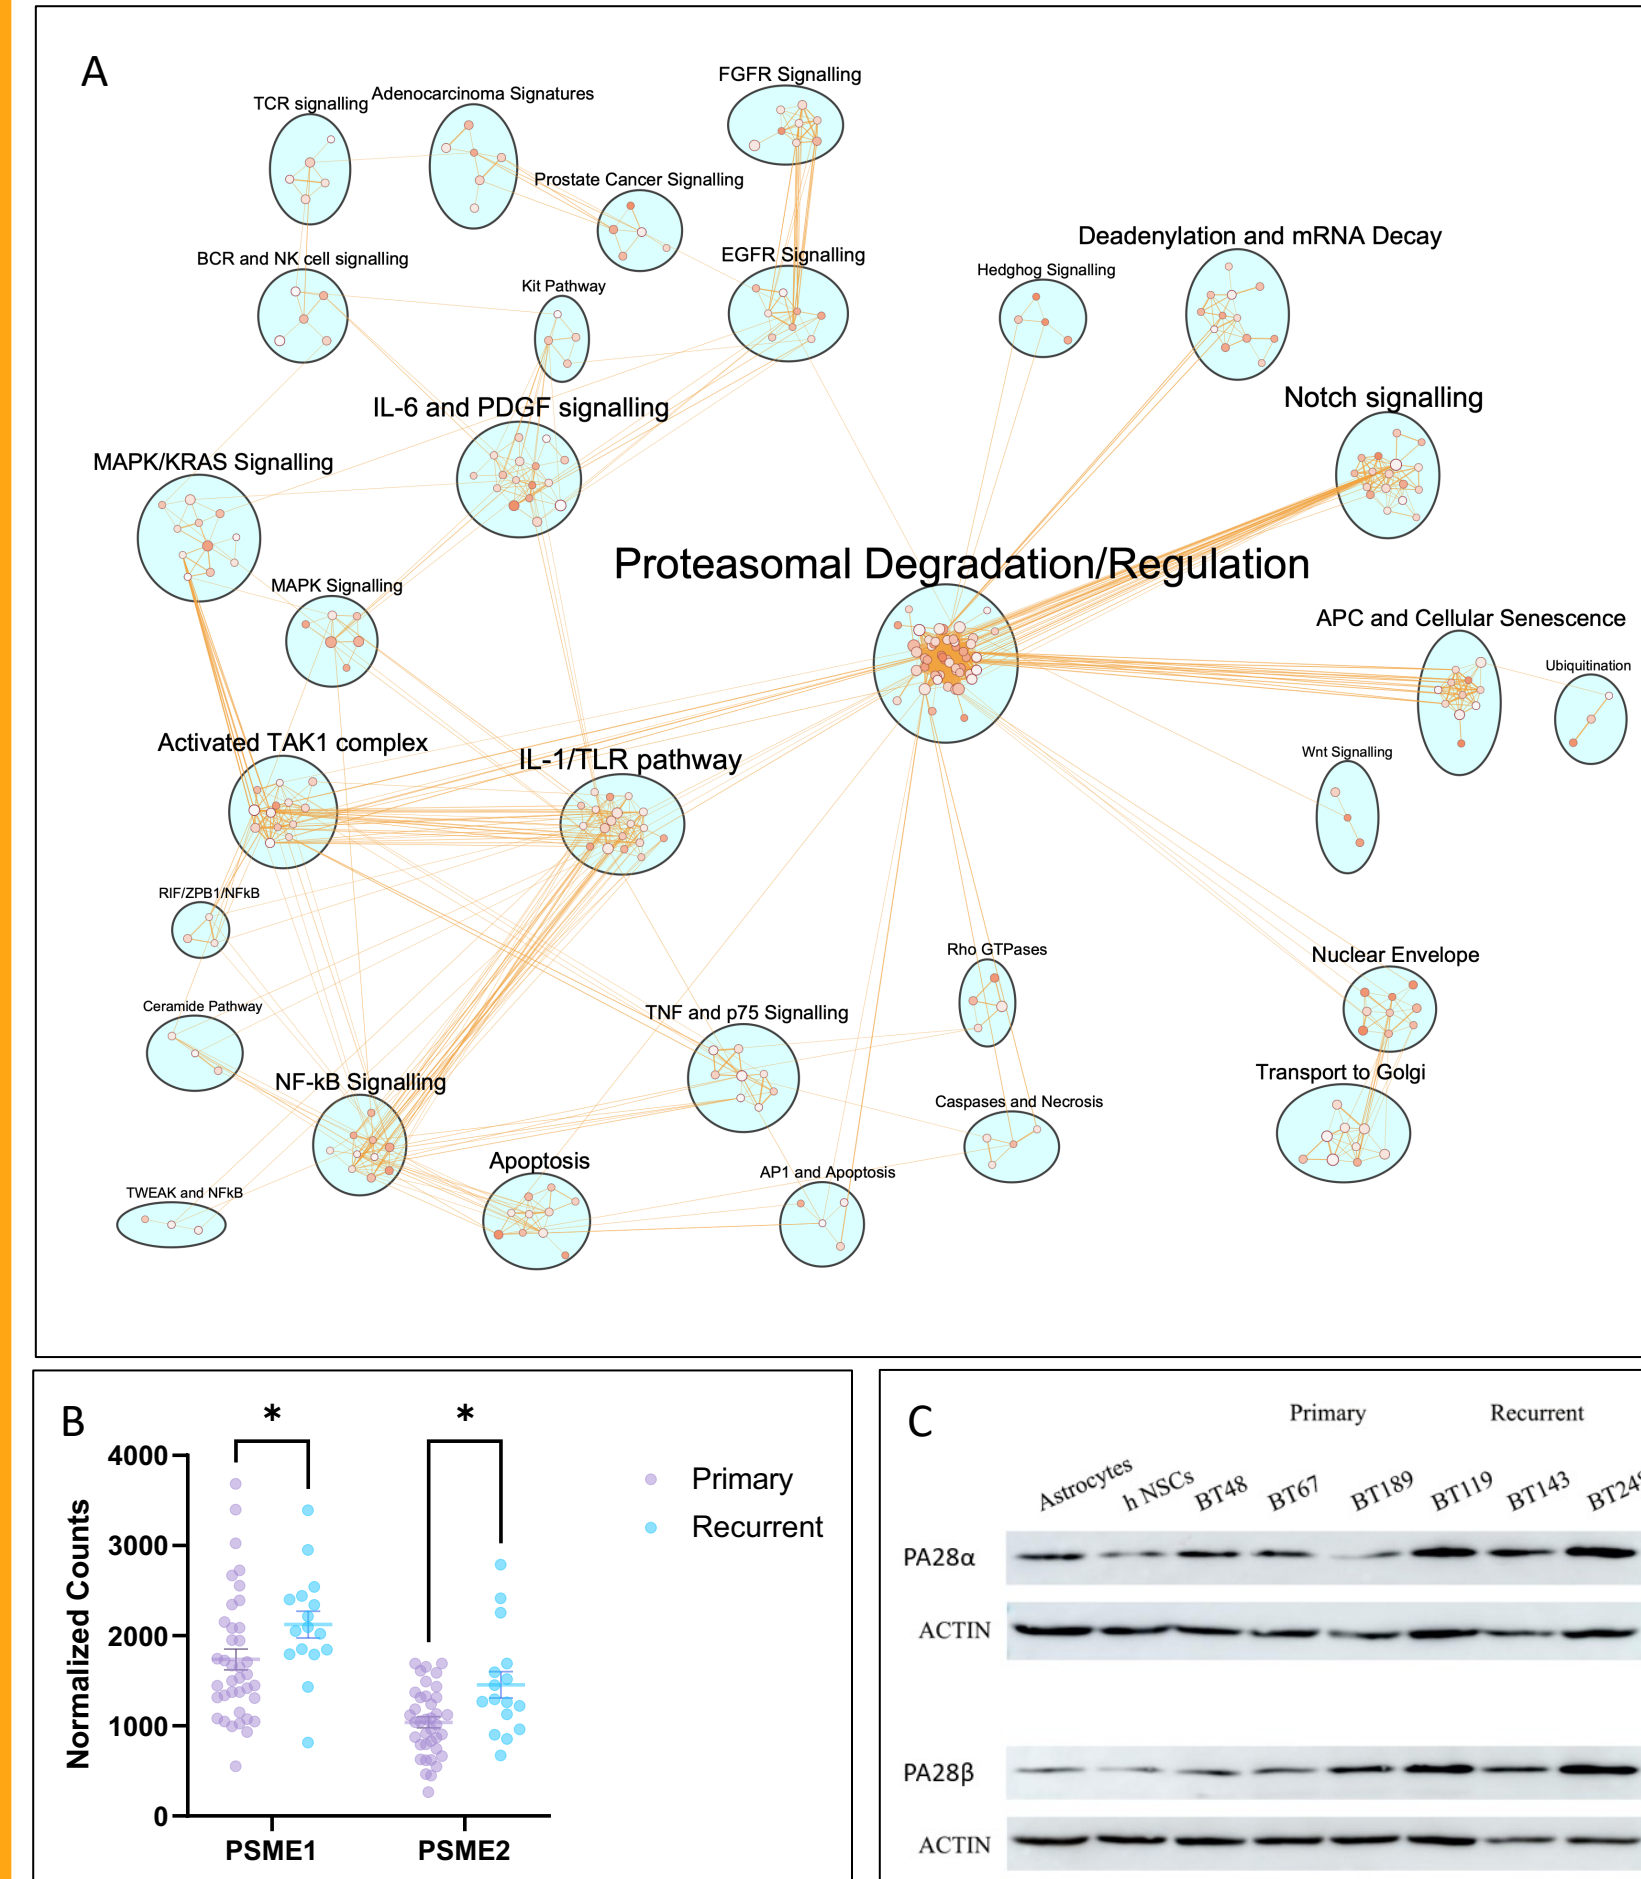 A
FGFR Signalling
Adenocarcinoma Signatures
TCR signalling
Prostate Cancer Signalling
Deadenylation and mRNA Decay
EGFR Signalling
BCR and NK cell signalling
Hedghog Signalling
Kit Pathway
Notch signalling
IL-6 and PDGF signalling
MAPK/KRAS Signalling
Proteasomal Degradation/Regulation
MAPK Signalling
APC and Cellular Senescence
Ubiquitination
Activated TAK1 complex
Wnt Signalling
IL-1/TLR pathway
RIF/ZPB1/NFkB
Rho GTPases
Nuclear Envelope
Ceramide Pathway
TNF and p75 Signalling
Transport to Golgi
NF-kB Signalling
Caspases and Necrosis
Apoptosis
AP1 and Apoptosis
TWEAK and NFkB
B
* *
4000
3000
2000
1000
0
Normalized Counts
PSME1 PSME2
Primary
Recurrent
C
Primary Recurrent
Astrocytes h NSCs BT48 BT67 BT189 BT119 BT143
PA28α
ACTIN
PA28β
ACTIN